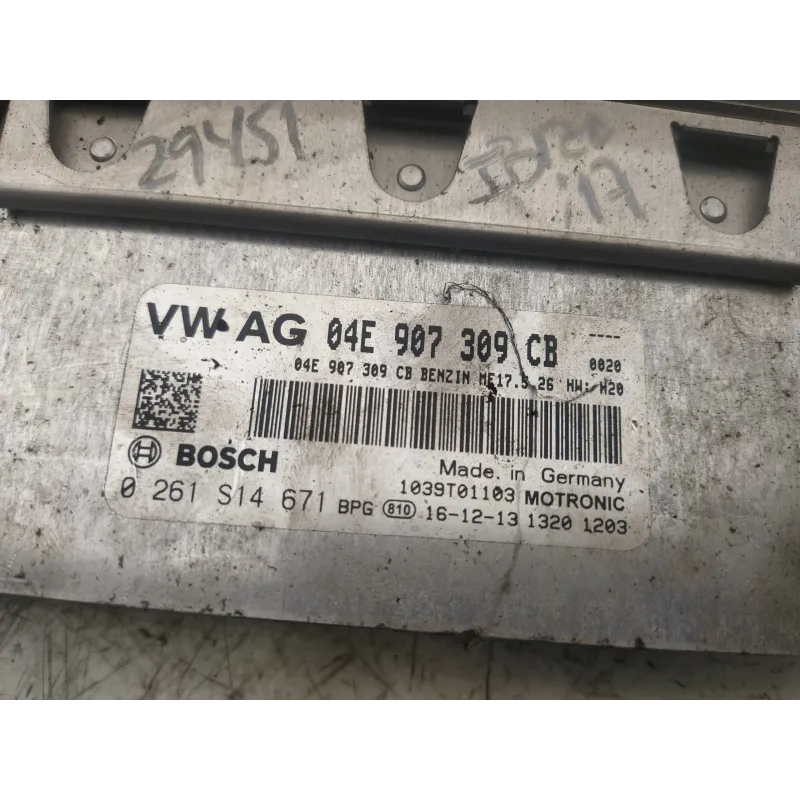 29451
IBIZA
'17
VW AG 04E 907 309 CB ----
0020
04E 907 309 CB BENZIN ME17.5.26 HW: H20
BOSCH
Made. in Germany
1039T01103 MOTRONIC
0 261 S14 671 BPG 810 16-12-13 1320 1203